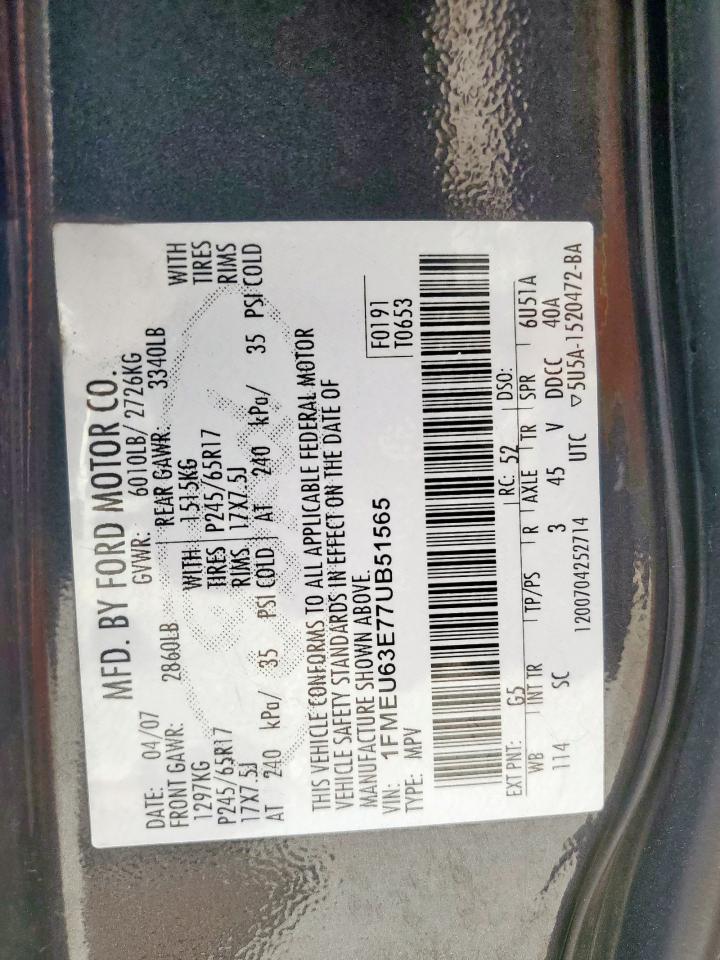 MFD. BY FORD MOTOR CO.
DATE: 04/07 GVWR: 6010LB/ 2726KG
FRONT GAWR: 2860LB REAR GAWR: 3340LB
1297KG WITH 1515KG WITH
P245/65R17 TIRES P245/65R17 TIRES
17X7.5J RIMS 17X7.5J RIMS
AT 240 kPa/ 35 PSI COLD AT 240 kPa/ 35 PSI COLD
THIS VEHICLE CONFORMS TO ALL APPLICABLE FEDERAL MOTOR
VEHICLE SAFETY STANDARDS IN EFFECT ON THE DATE OF
MANUFACTURE SHOWN ABOVE.
VIN: 1FMEU63E77UB51565 F0191
TYPE: MPV T0653
EXT PNT: G5 RC: 52 DSO:
WB INT TR TP/PS R AXLE TR SPR 6U51A
114 SC 3 45 V DDCC 40A
1200704252714 UTC ▽5U5A-1520472-BA